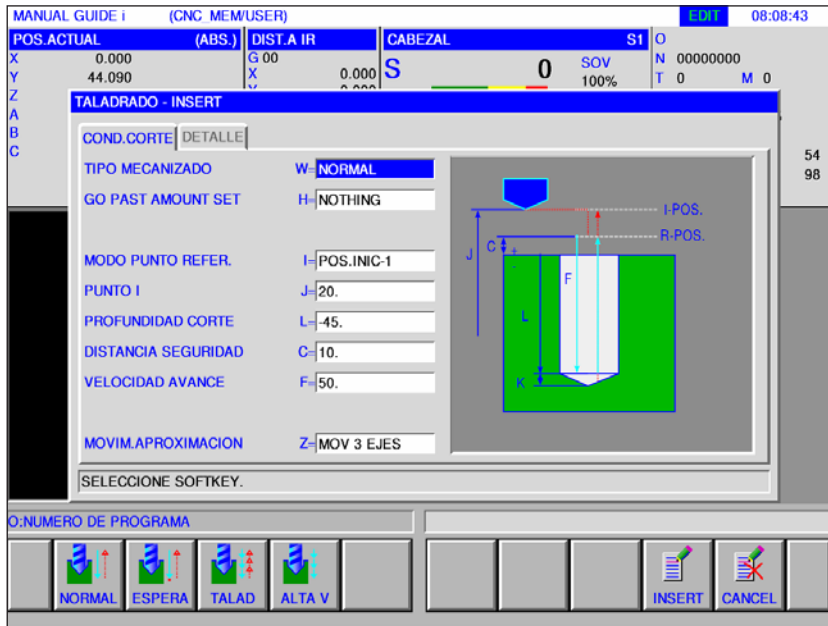 MANUAL GUIDE i (CNC_MEM/USER) EDIT 08:08:43
POS.ACTUAL (ABS.) DIST.A IR CABEZAL S1 O
X 0.000 G 00 S 0 SOV N 00000000
Y 44.090 X 0.000 100% T 0 M 0
Z
A
B
C
54
98
TALADRADO - INSERT
COND.CORTE DETALLE
TIPO MECANIZADO W= NORMAL
GO PAST AMOUNT SET H= NOTHING
MODO PUNTO REFER. I= POS.INIC-1
PUNTO I J= 20.
PROFUNDIDAD CORTE L= -45.
DISTANCIA SEGURIDAD C= 10.
VELOCIDAD AVANCE F= 50.
MOVIM.APROXIMACION Z= MOV 3 EJES
I-POS.
R-POS.
J C + -
F
L
K
SELECCIONE SOFTKEY.
O:NUMERO DE PROGRAMA
NORMAL ESPERA TALAD ALTA V INSERT CANCEL